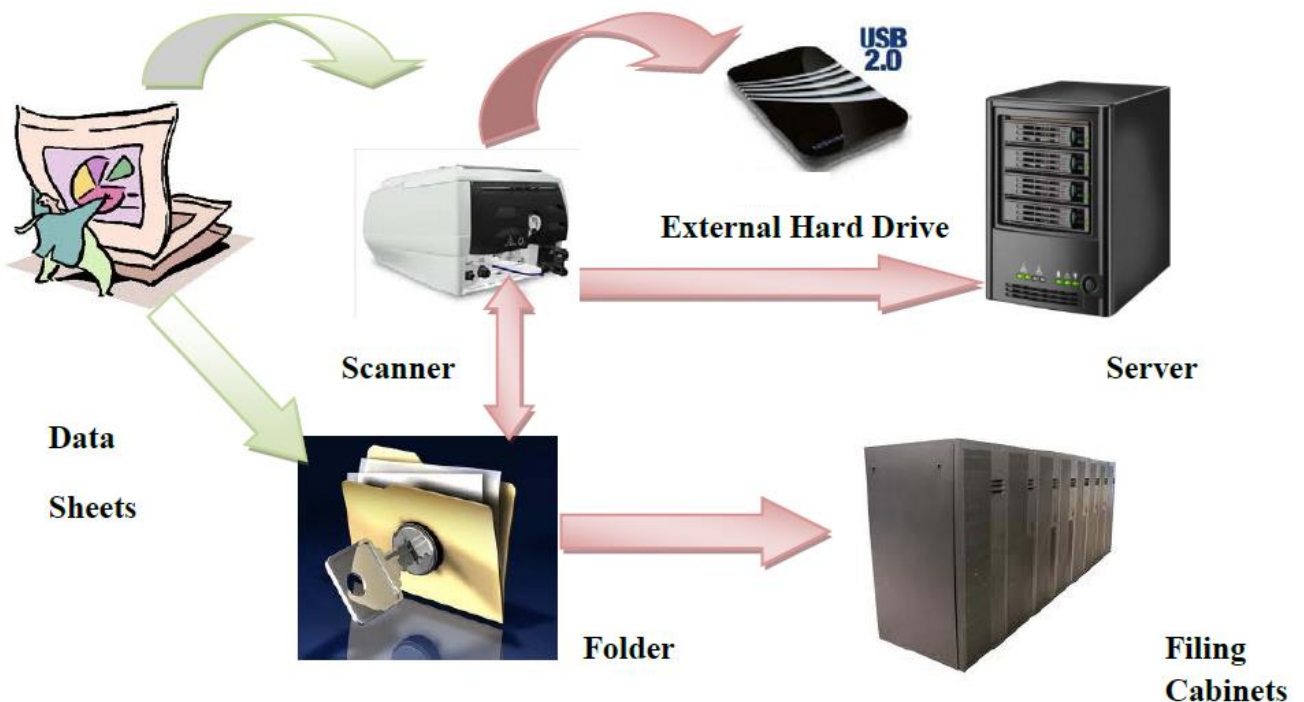 USB
2.0
External Hard Drive
Scanner
Server
Data
Sheets
Folder
Filing
Cabinets